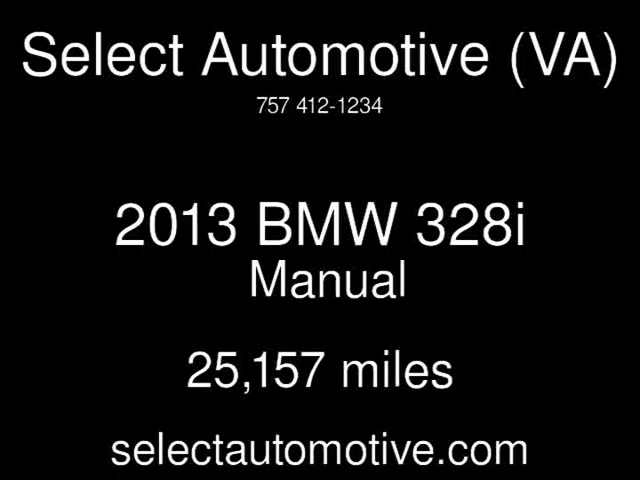 Select Automotive (VA)
757 412-1234
2013 BMW 328i
Manual
25,157 miles
selectautomotive.com